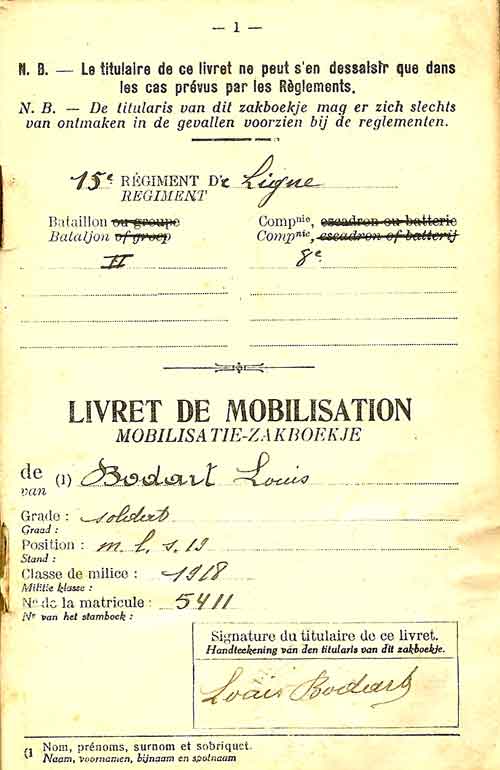 — 1 —
N. B. — Le titulaire de ce livret ne peut s'en dessaisir que dans
les cas prévus par les Règlements.
N. B. — De titularis van dit zakboekje mag er zich slechts
van ontmaken in de gevallen voorzien bij de reglementen.
15e RÉGIMENT De Ligne
REGIMENT
Bataillon ou groupe
Bataljon of groep
II
Compnie, escadron ou batterie
Compnie, escadron of batterij
8e
LIVRET DE MOBILISATION
MOBILISATIE-ZAKBOEKJE
de (1) Bodart Louis
van
Grade : soldat
Graad :
Position : m. l. s. 19
Stand :
Classe de milice : 1918
Militie klasse :
No de la matricule : 5411
Nr van het stamboek :
Signature du titulaire de ce livret.
Handteekening van den titularis van dit zakboekje.
Louis Bodart
(1 Nom, prénoms, surnom et sobriquet.
Naam, voornamen, bijnaam en spotnaam